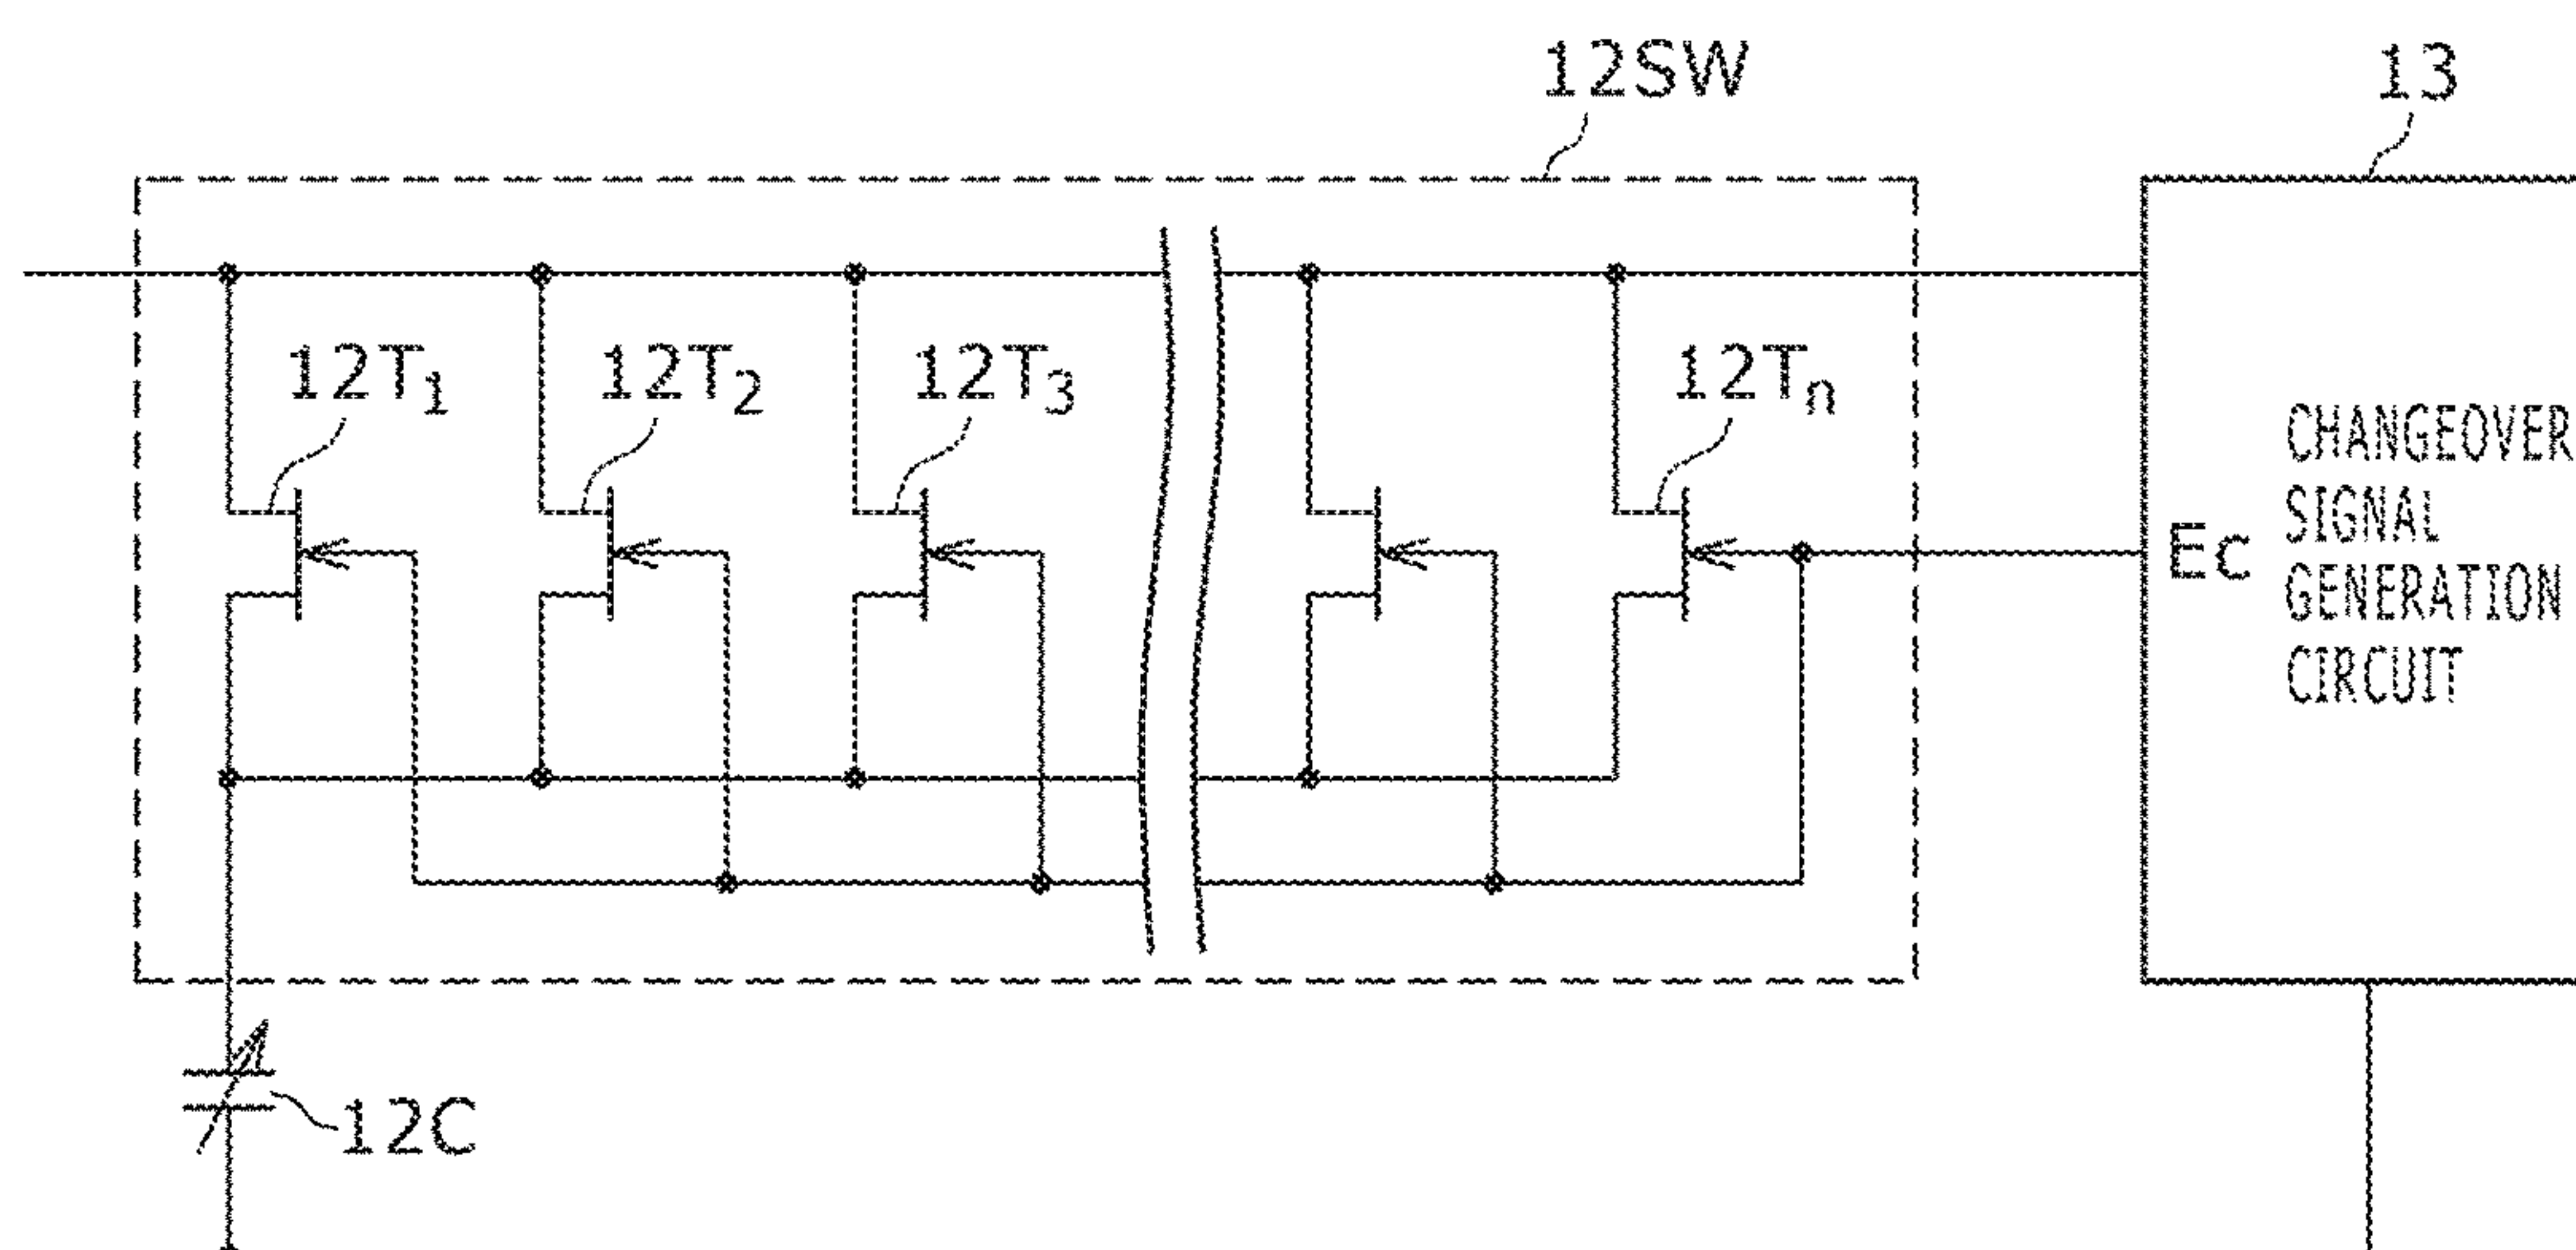 12SW
13
12T₁
12T₂
12T₃
12Tₙ
Ec
CHANGEOVER
SIGNAL
GENERATION
CIRCUIT
12C